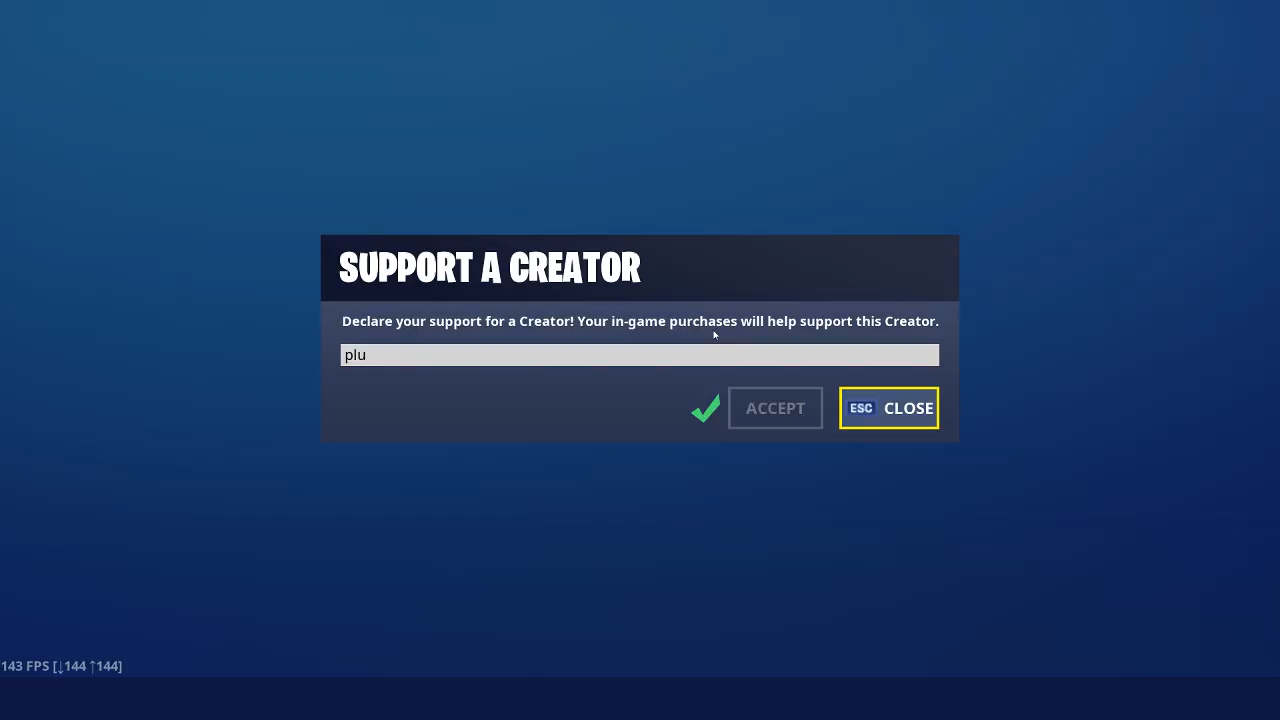 SUPPORT A CREATOR
Declare your support for a Creator! Your in-game purchases will help support this Creator.
plu
ACCEPT
ESC CLOSE
143 FPS [↓144 ↑144]